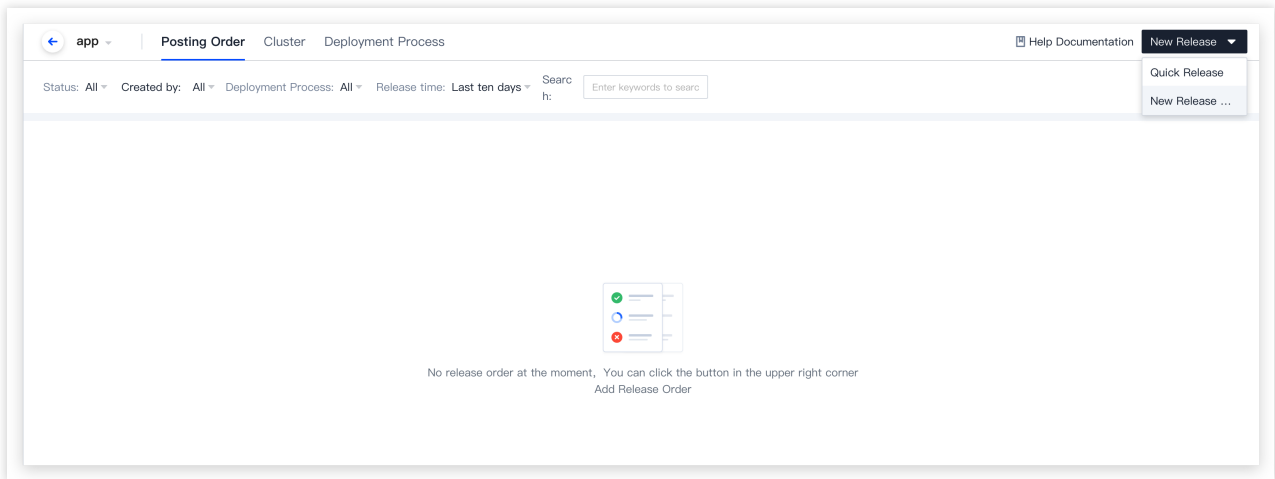 app Posting Order Cluster Deployment Process Help Documentation New Release
Quick Release
New Release ...
Status: All Created by: All Deployment Process: All Release time: Last ten days Searc
h: Enter keywords to searc
No release order at the moment, You can click the button in the upper right corner
Add Release Order